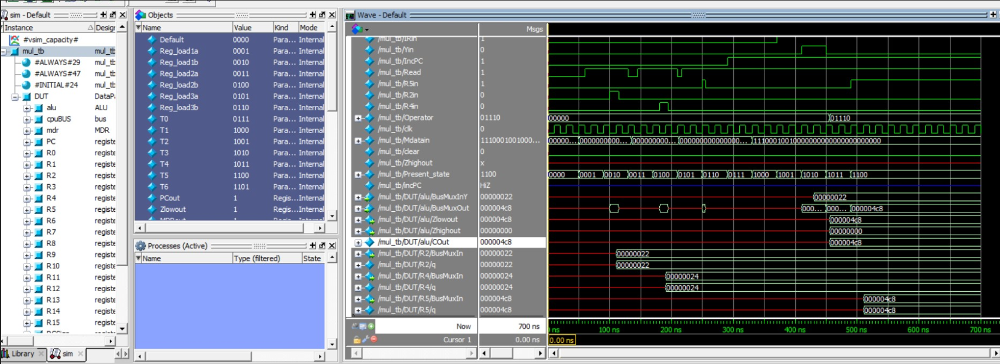 sim - Default
Instance Design
#vsim_capacity#
mul_tb mul_tb
#ALWAYS#29 mul_tb
#ALWAYS#47 mul_tb
#INITIAL#24 mul_tb
DUT DataPa
alu ALU
cpuBUS bus
mdr MDR
PC registe
R0 registe
R1 registe
R2 registe
R3 registe
R4 registe
R5 registe
R6 registe
R7 registe
R8 registe
R9 registe
R10 registe
R11 registe
R12 registe
R13 registe
R14 registe
R15 registe
Library sim
Objects
Name Value Kind Mode
Default 0000 Para... Internal
Reg_load1a 0001 Para... Internal
Reg_load1b 0010 Para... Internal
Reg_load2a 0011 Para... Internal
Reg_load2b 0100 Para... Internal
Reg_load3a 0101 Para... Internal
Reg_load3b 0110 Para... Internal
T0 0111 Para... Internal
T1 1000 Para... Internal
T2 1001 Para... Internal
T3 1010 Para... Internal
T4 1011 Para... Internal
T5 1100 Para... Internal
T6 1101 Para... Internal
PCout 1 Regis... Internal
Zlowout 1 Regis... Internal
Processes (Active)
Name Type (filtered) State
Wave - Default
Msgs
/mul_tb/IRin 1
/mul_tb/Yin 0
/mul_tb/IncPC 1
/mul_tb/Read 1
/mul_tb/R5in 1
/mul_tb/R2in 0
/mul_tb/R4in 0
/mul_tb/Operator 01110 00000 01110
/mul_tb/clk 0
/mul_tb/Mdatain 1110001001000... 00000... 0000000000... 000000000... 00000000000000... 11100010010000000000000000000000
/mul_tb/clear 0
/mul_tb/Zhighout x
/mul_tb/Present_state 1100 0000 0001 0010 0011 0100 0101 0110 0111 1000 1001 1010 1011 1100
/mul_tb/incPC HiZ
/mul_tb/DUT/alu/BusMuxInY 00000022 00000022
/mul_tb/DUT/alu/BusMuxOut 000004c8 000... 000... 000004c8
/mul_tb/DUT/alu/Zlowout 000004c8 000004c8
/mul_tb/DUT/alu/Zhighout 00000000 00000000
/mul_tb/DUT/alu/COut 000004c8 000004c8
/mul_tb/DUT/R2/BusMuxIn 00000022 00000022
/mul_tb/DUT/R2/q 00000022 00000022
/mul_tb/DUT/R4/BusMuxIn 00000024 00000024
/mul_tb/DUT/R4/q 00000024 00000024
/mul_tb/DUT/R5/BusMuxIn 000004c8 000004c8
/mul_tb/DUT/R5/q 000004c8 000004c8
Now 700 ns ns 100 ns 200 ns 300 ns 400 ns 500 ns 600 ns 700 ns
Cursor 1 0.00 ns 0.00 ns